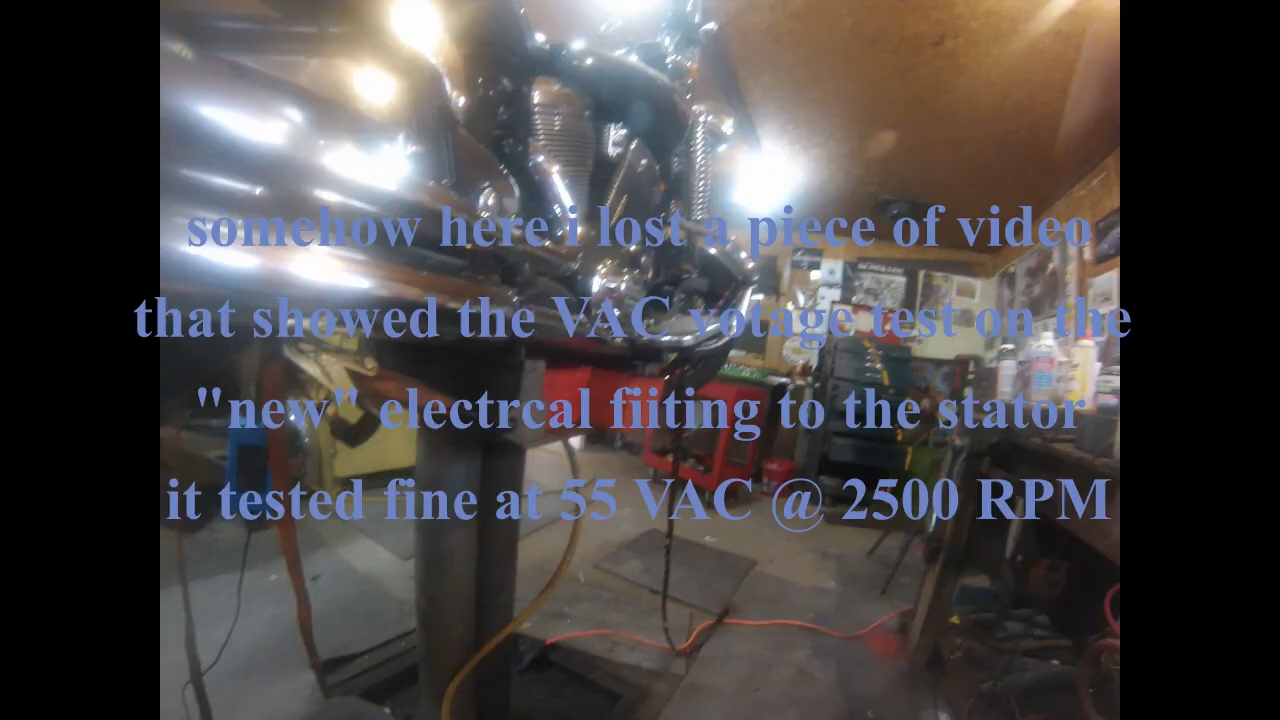 somehow here i lost a piece of video
that showed the VAC votage test on the
"new" electrcal fiiting to the stator
it tested fine at 55 VAC @ 2500 RPM